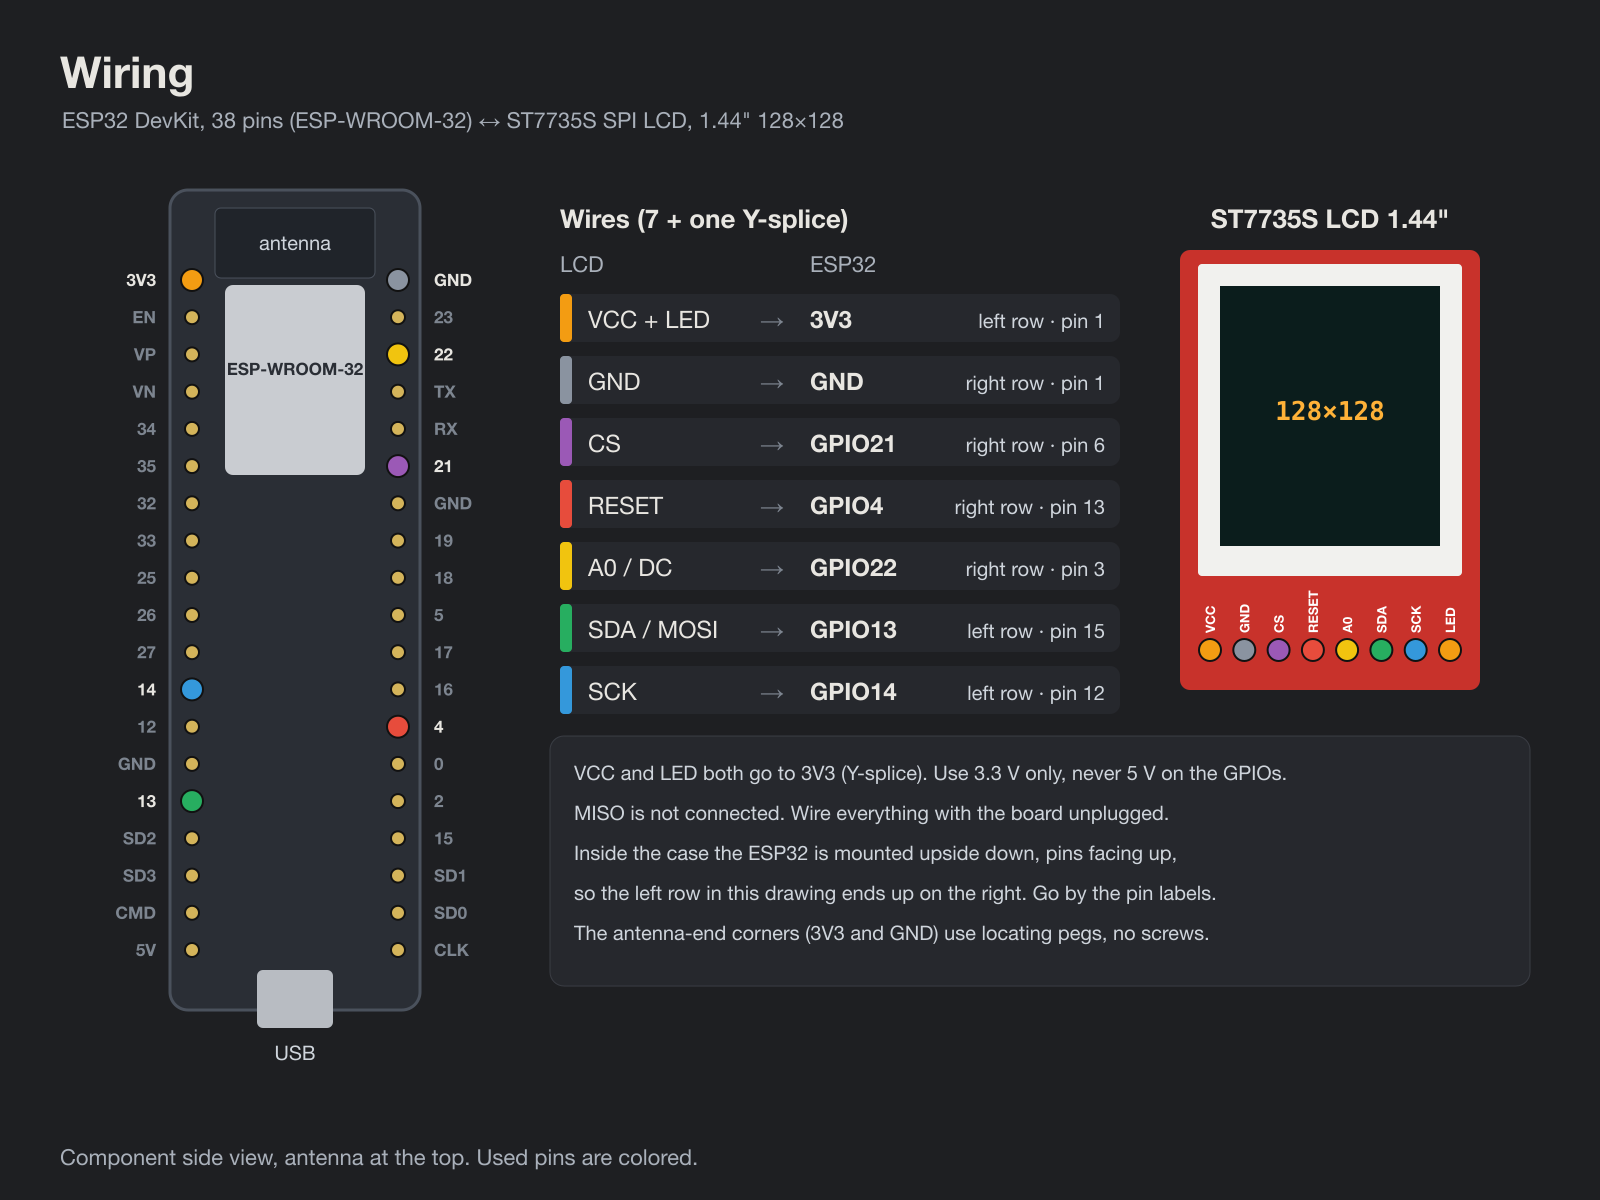 Wiring
ESP32 DevKit, 38 pins (ESP-WROOM-32) ↔ ST7735S SPI LCD, 1.44" 128×128
antenna
ESP-WROOM-32
3V3
EN
VP
VN
34
35
32
33
25
26
27
14
12
GND
13
SD2
SD3
CMD
5V
GND
23
22
TX
RX
21
GND
19
18
5
17
16
4
0
2
15
SD1
SD0
CLK
USB
Wires (7 + one Y-splice)
LCD ESP32
VCC + LED → 3V3 left row · pin 1
GND → GND right row · pin 1
CS → GPIO21 right row · pin 6
RESET → GPIO4 right row · pin 13
A0 / DC → GPIO22 right row · pin 3
SDA / MOSI → GPIO13 left row · pin 15
SCK → GPIO14 left row · pin 12
ST7735S LCD 1.44"
128×128
VCC
GND
CS
RESET
A0
SDA
SCK
LED
VCC and LED both go to 3V3 (Y-splice). Use 3.3 V only, never 5 V on the GPIOs.
MISO is not connected. Wire everything with the board unplugged.
Inside the case the ESP32 is mounted upside down, pins facing up,
so the left row in this drawing ends up on the right. Go by the pin labels.
The antenna-end corners (3V3 and GND) use locating pegs, no screws.
Component side view, antenna at the top. Used pins are colored.